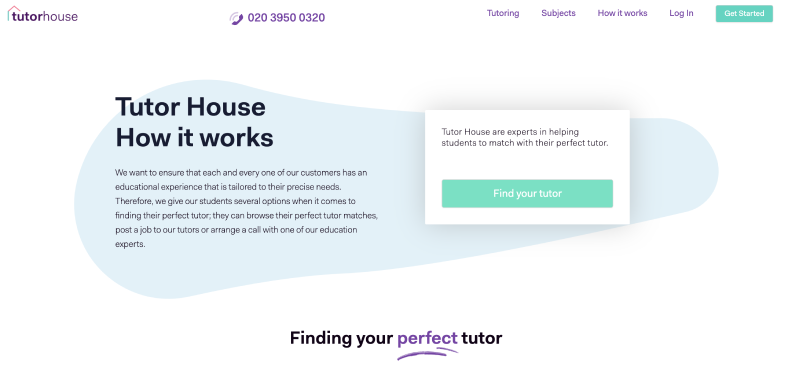 tutorhouse
020 3950 0320
Tutoring
Subjects
How it works
Log In
Get Started
Tutor House
How it works
We want to ensure that each and every one of our customers has an
educational experience that is tailored to their precise needs.
Therefore, we give our students several options when it comes to
finding their perfect tutor; they can browse their perfect tutor matches,
post a job to our tutors or arrange a call with one of our education
experts.
Tutor House are experts in helping
students to match with their perfect tutor.
Find your tutor
Finding your perfect tutor